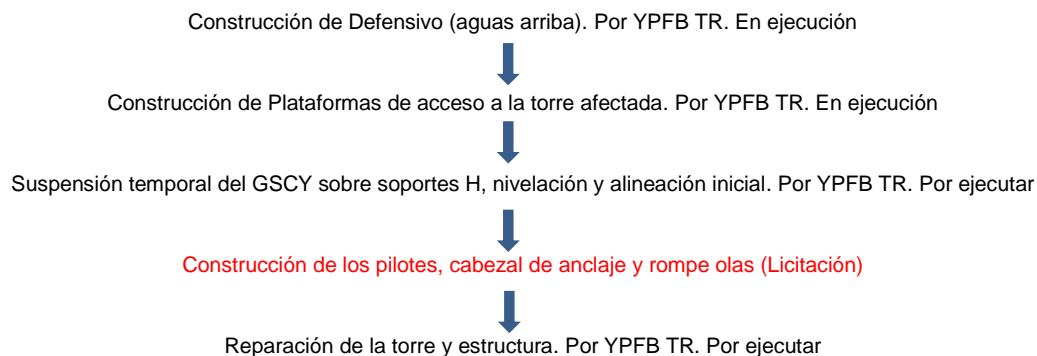 Construcción de Defensivo (aguas arriba). Por YPFB TR. En ejecución
Construcción de Plataformas de acceso a la torre afectada. Por YPFB TR. En ejecución
Suspensión temporal del GSCY sobre soportes H, nivelación y alineación inicial. Por YPFB TR. Por ejecutar
Construcción de los pilotes, cabezal de anclaje y rompe olas (Licitación)
Reparación de la torre y estructura. Por YPFB TR. Por ejecutar